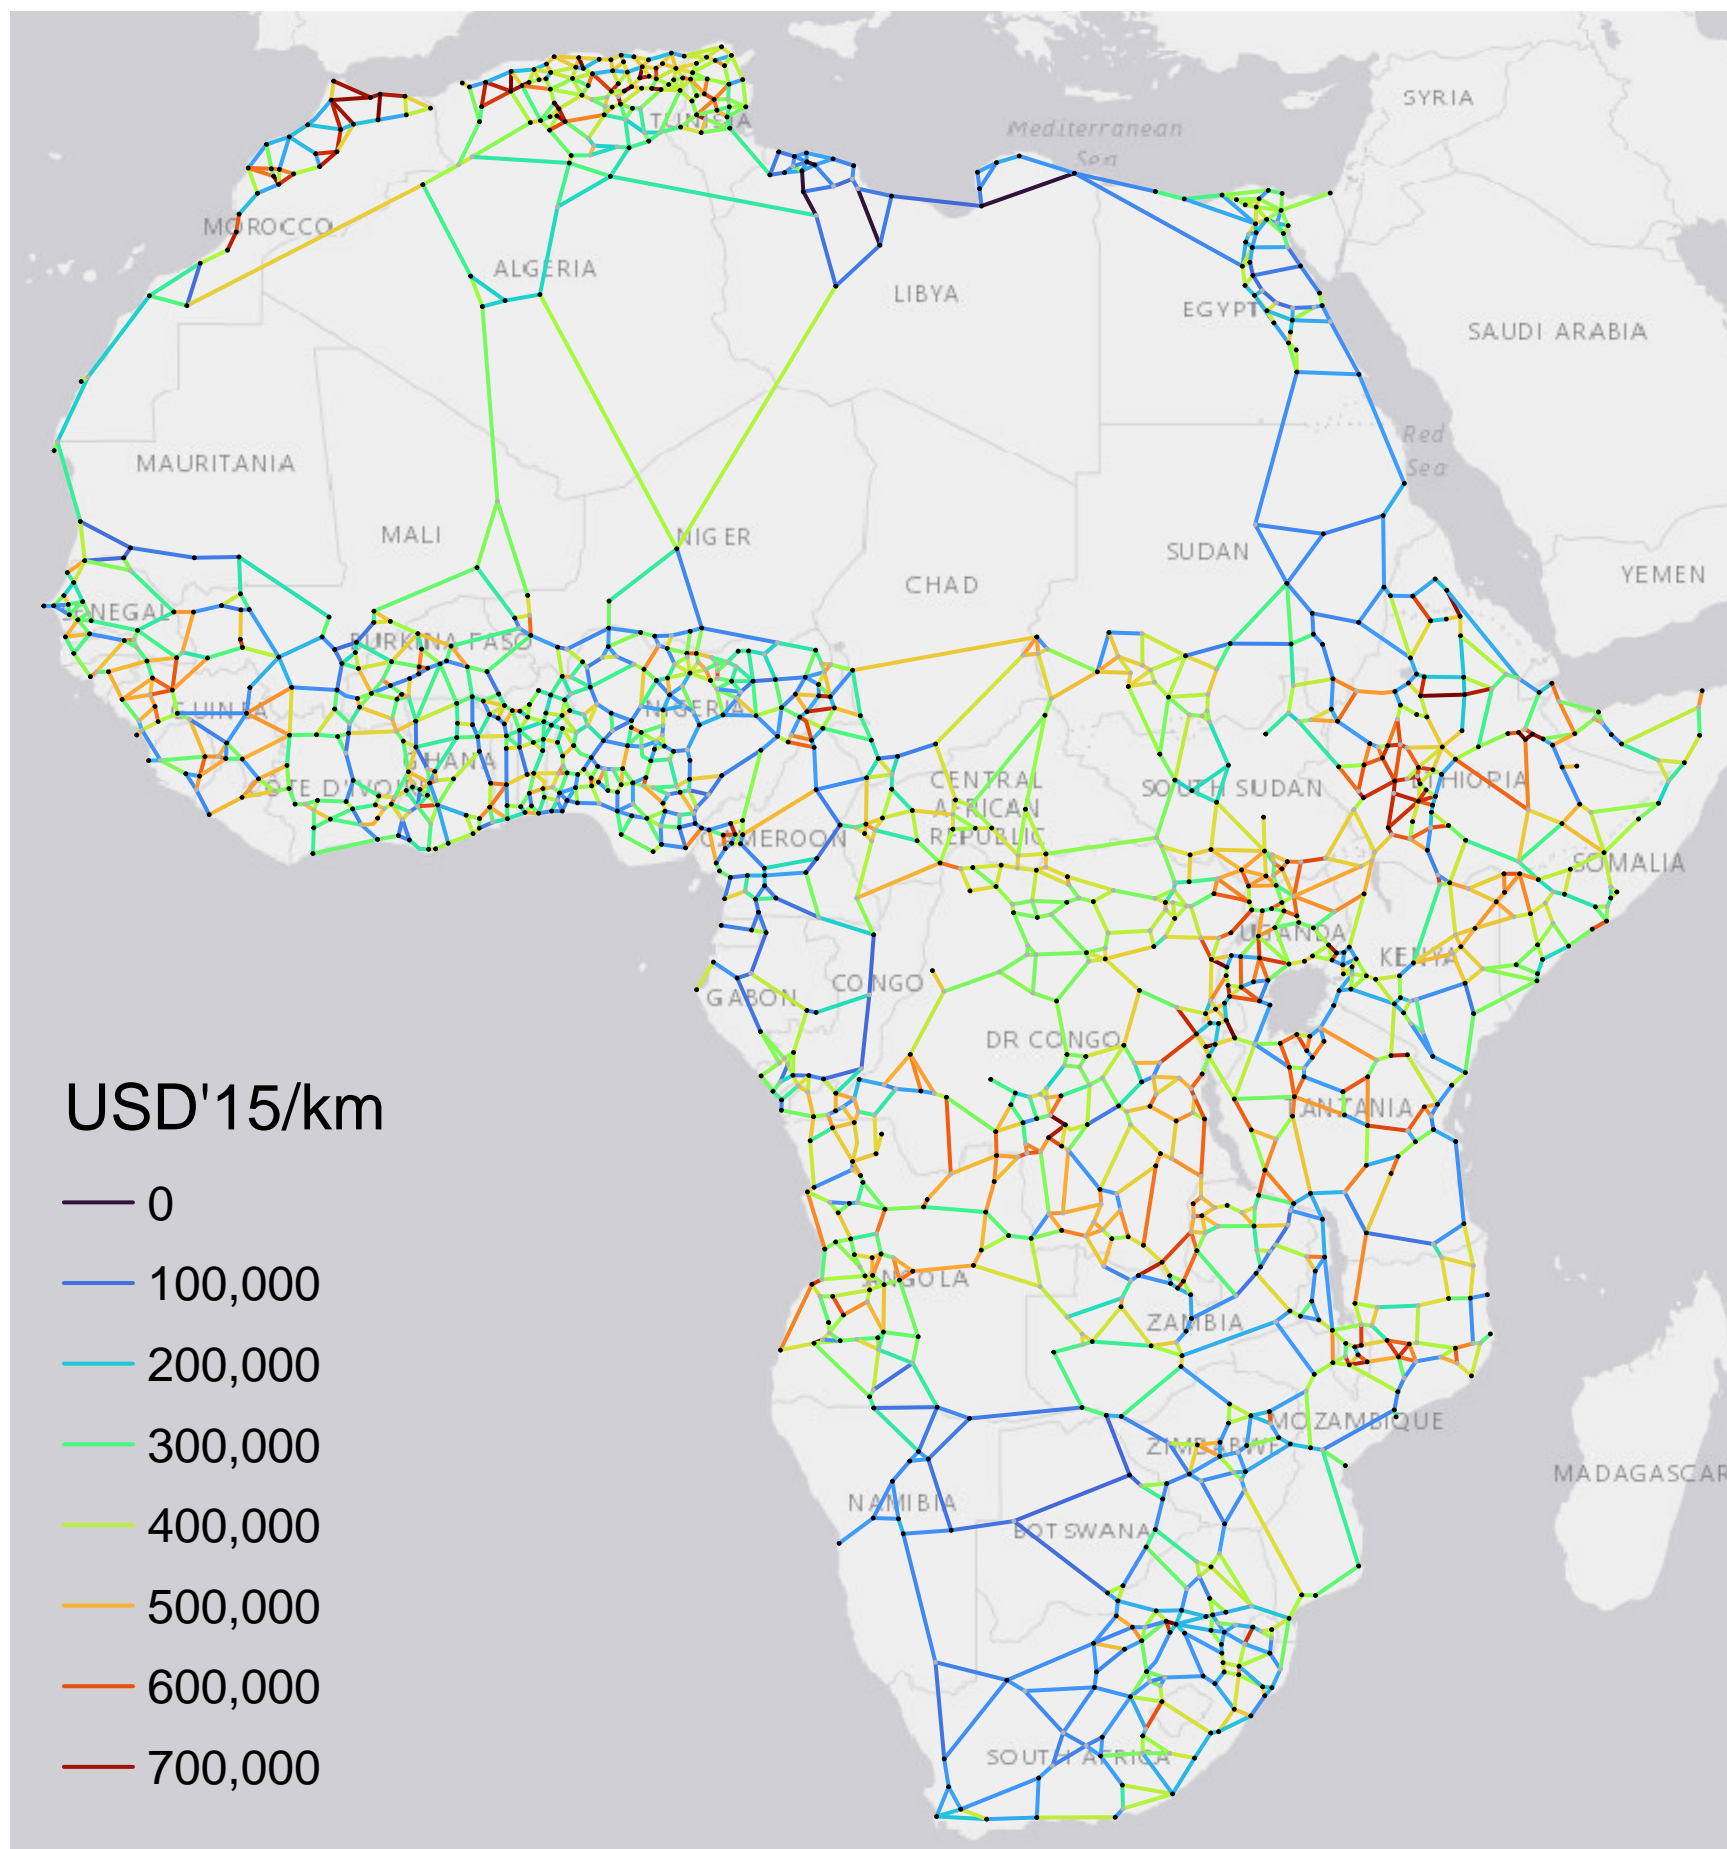 SYRIA
Mediterranean
Sea
TUNISIA
MOROCCO
ALGERIA
LIBYA
EGYPT
SAUDI ARABIA
Red
Sea
MAURITANIA
MALI
NIGER
SUDAN
YEMEN
CHAD
SENEGAL
BURKINA FASO
GUINEA
NIGERIA
GHANA
CENTRAL
AFRICAN
REPUBLIC
SOUTH SUDAN
ETHIOPIA
CAMEROON
SOMALIA
UGANDA
KENYA
GABON
CONGO
DR CONGO
TANZANIA
ANGOLA
ZAMBIA
MOZAMBIQUE
ZIMBABWE
MADAGASCAR
NAMIBIA
BOTSWANA
SOUTH AFRICA
USD'15/km
0
100,000
200,000
300,000
400,000
500,000
600,000
700,000